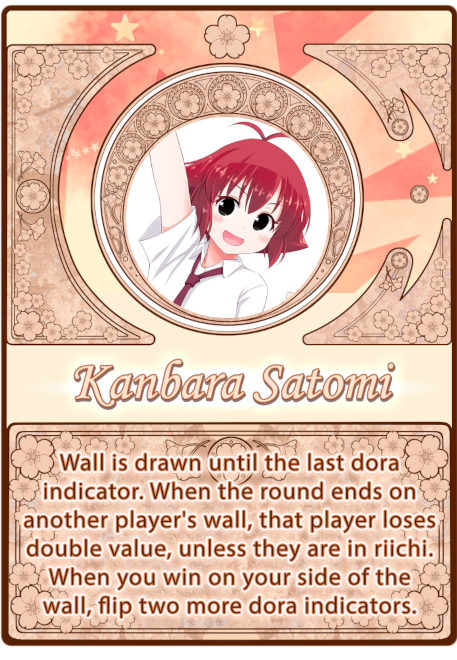 Kanbara Satomi
Wall is drawn until the last dora
indicator. When the round ends on
another player's wall, that player loses
double value, unless they are in riichi.
When you win on your side of the
wall, flip two more dora indicators.